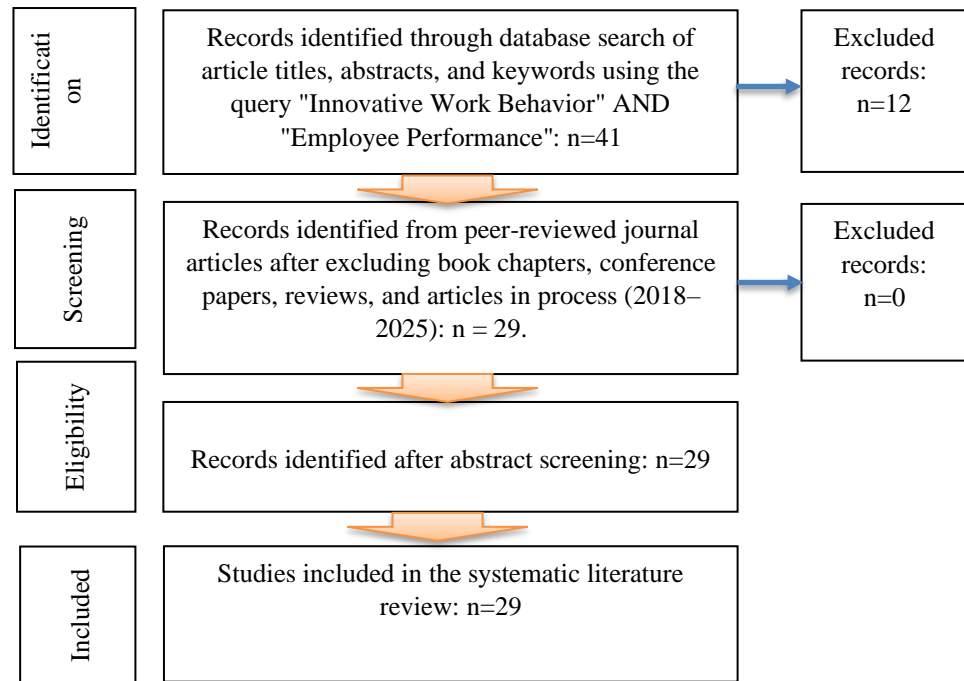 Identificati
on
Records identified through database search of
article titles, abstracts, and keywords using the
query "Innovative Work Behavior" AND
"Employee Performance": n=41
Excluded
records:
n=12
Screening
Records identified from peer-reviewed journal
articles after excluding book chapters, conference
papers, reviews, and articles in process (2018–
2025): n = 29.
Excluded
records:
n=0
Eligibility
Records identified after abstract screening: n=29
Included
Studies included in the systematic literature
review: n=29